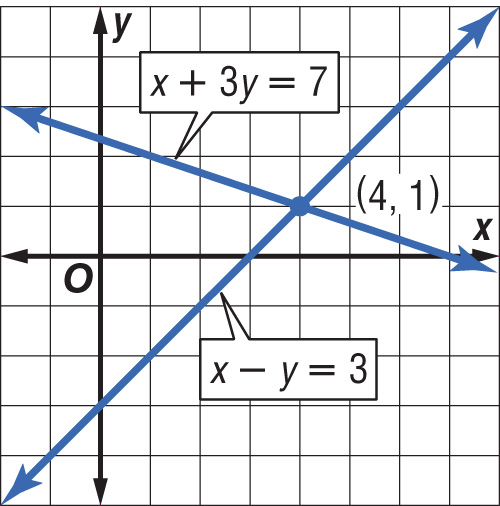 y
x + 3y = 7
(4, 1)
x
O
x − y = 3